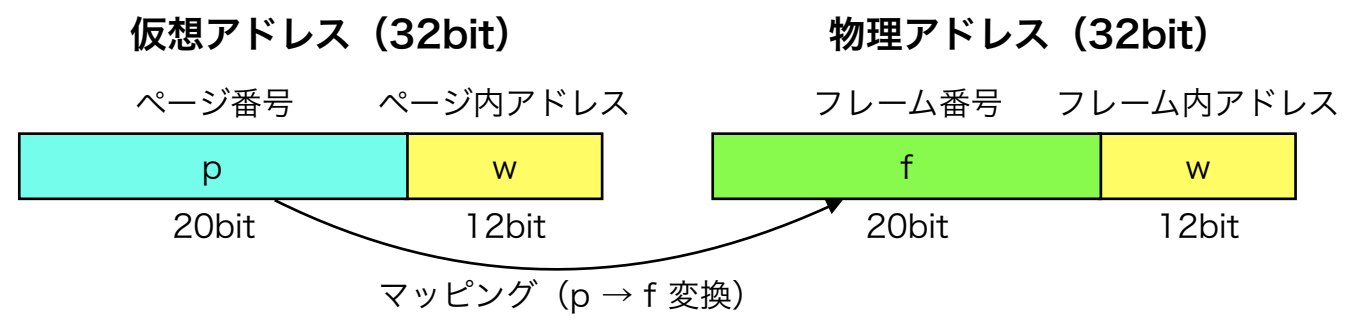 仮想アドレス（32bit） 物理アドレス（32bit）
ページ番号 ページ内アドレス フレーム番号 フレーム内アドレス
p w f w
20bit 12bit 20bit 12bit
マッピング（p → f 変換）